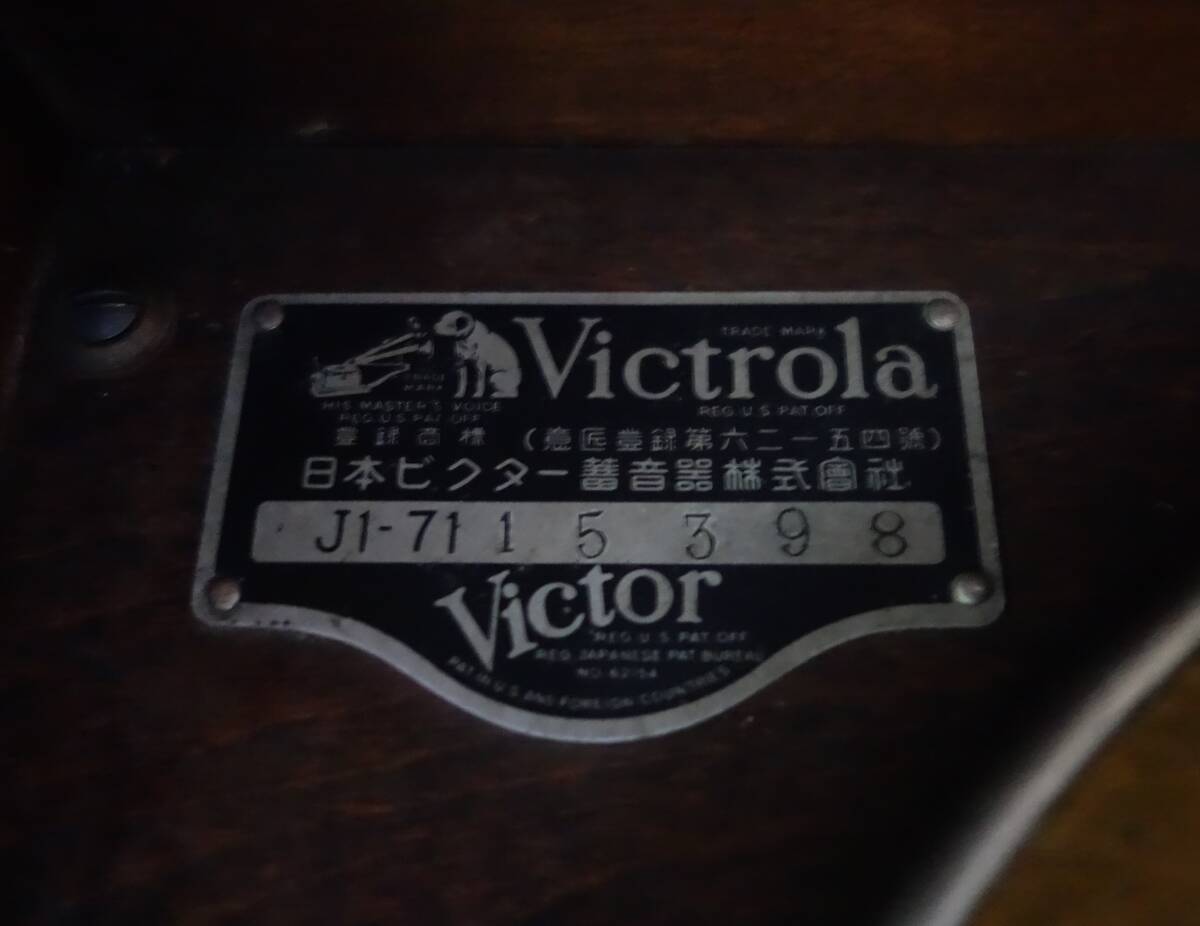 TRADE MARK
Victrola
TRADE
MARK
HIS MASTER'S VOICE
REG. U.S. PAT. OFF.
REG. U.S. PAT. OFF.
登録商標 (意匠登録第六二一五四號)
日本ビクター蓄音器株式會社
J1-71 1 5 3 9 8
Victor
REG. U.S. PAT. OFF.
REG. JAPANESE PAT. BUREAU
NO. 62154
PAT. IN U.S. AND FOREIGN COUNTRIES